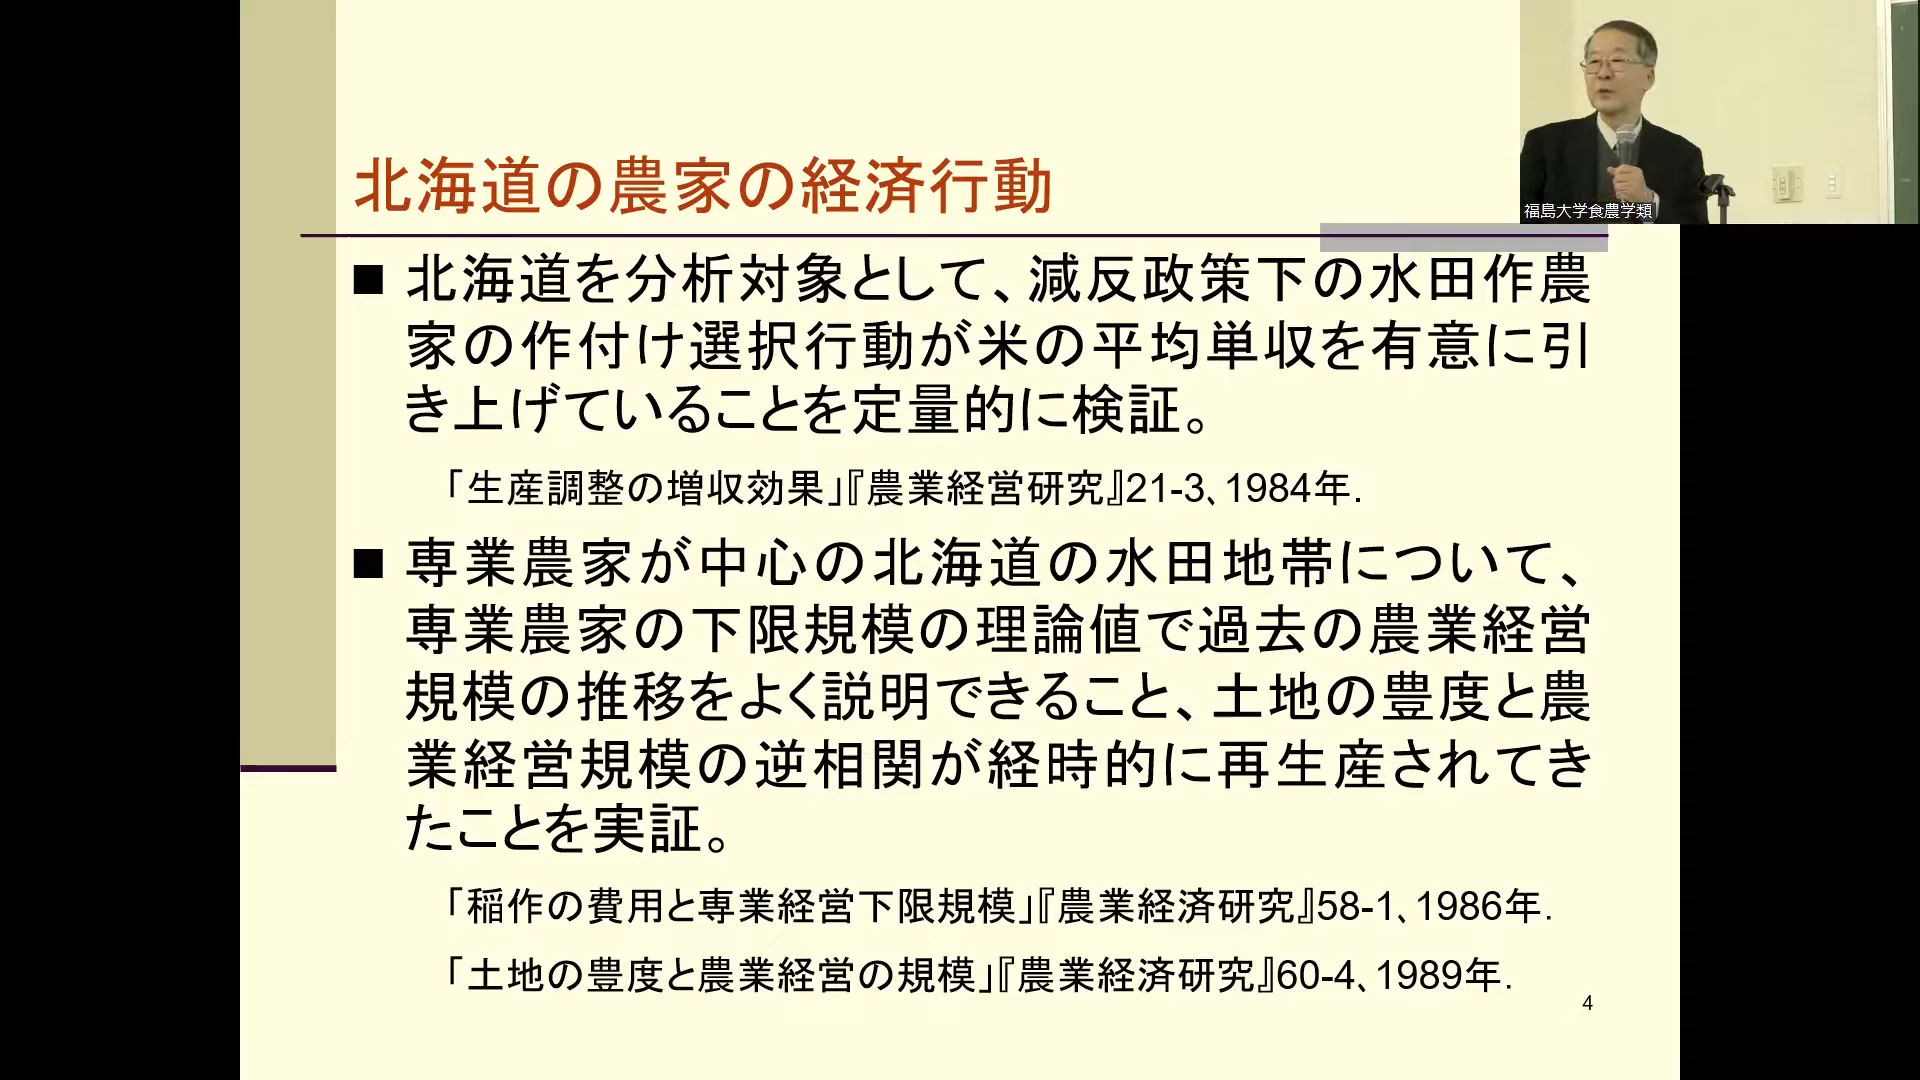 北海道の農家の経済行動
福島大学食農学類
■ 北海道を分析対象として、減反政策下の水田作農
家の作付け選択行動が米の平均単収を有意に引
き上げていることを定量的に検証。
「生産調整の増収効果」『農業経営研究』21-3、1984年.
■ 専業農家が中心の北海道の水田地帯について、
専業農家の下限規模の理論値で過去の農業経営
規模の推移をよく説明できること、土地の豊度と農
業経営規模の逆相関が経時的に再生産されてき
たことを実証。
「稲作の費用と専業経営下限規模」『農業経済研究』58-1、1986年.
「土地の豊度と農業経営の規模」『農業経済研究』60-4、1989年.
4